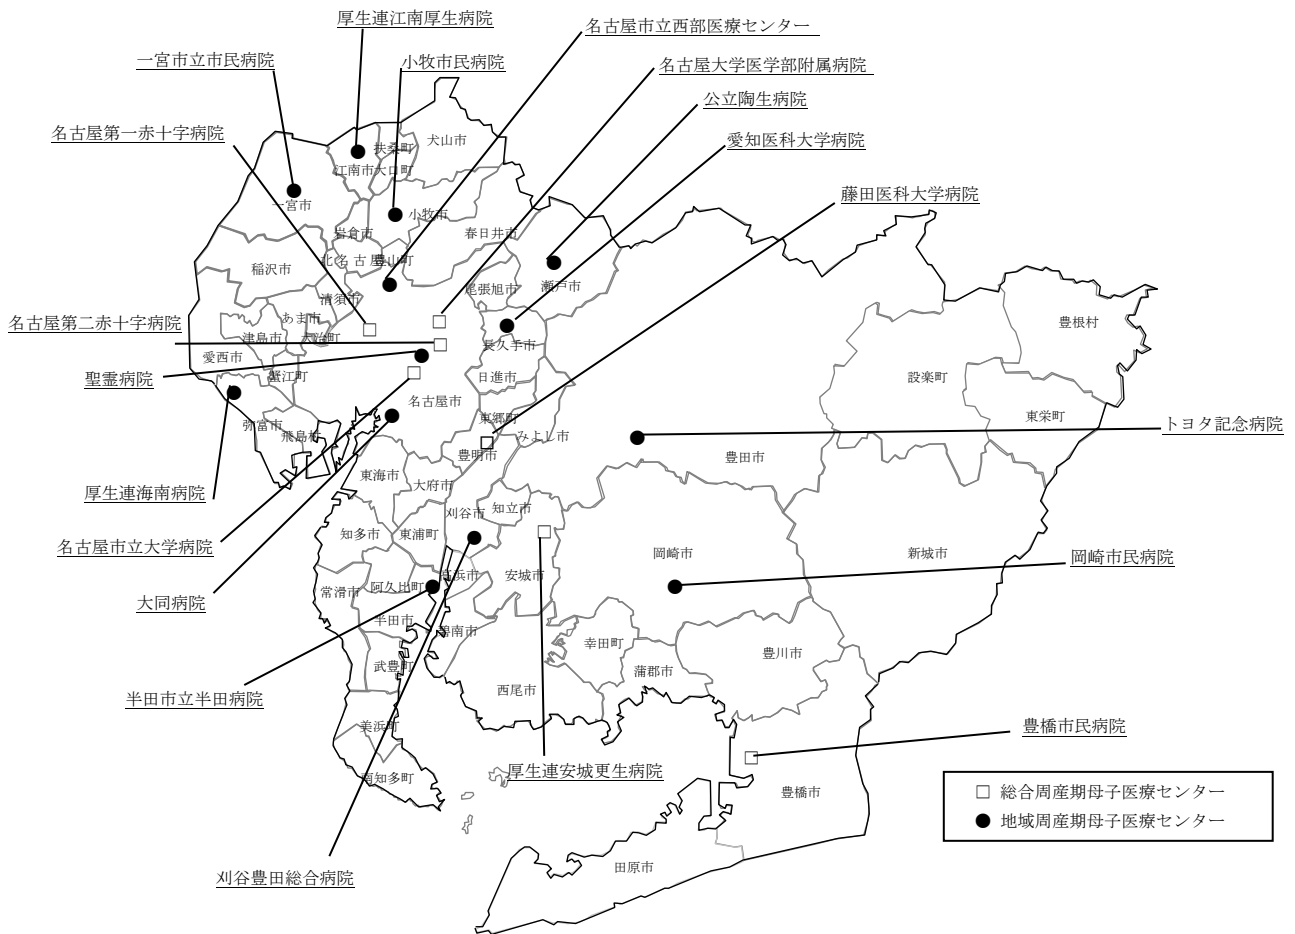 厚生連江南厚生病院
名古屋市立西部医療センター
一宮市立市民病院
小牧市民病院
名古屋大学医学部附属病院
公立陶生病院
名古屋第一赤十字病院
愛知医科大学病院
藤田医科大学病院
犬山市
扶桑町
江南市
大口町
一宮市
小牧市
岩倉市
春日井市
北名古屋
豊山町
稲沢市
尾張旭市
瀬戸市
清須市
あま市
名古屋第二赤十字病院
津島市
大治町
長久手市
豊根村
愛西市
聖霊病院
蟹江町
日進市
設楽町
名古屋市
東郷町
東栄町
弥富市
飛島村
みよし市
トヨタ記念病院
豊明市
豊田市
東海市
大府市
厚生連海南病院
刈谷市
知立市
知多市
東浦町
名古屋市立大学病院
岡崎市
新城市
岡崎市民病院
高浜市
安城市
常滑市
阿久比町
大同病院
半田市
碧南市
幸田町
豊川市
武豊町
蒲郡市
半田市立半田病院
西尾市
美浜町
豊橋市民病院
南知多町
厚生連安城更生病院
豊橋市
□ 総合周産期母子医療センター
● 地域周産期母子医療センター
田原市
刈谷豊田総合病院